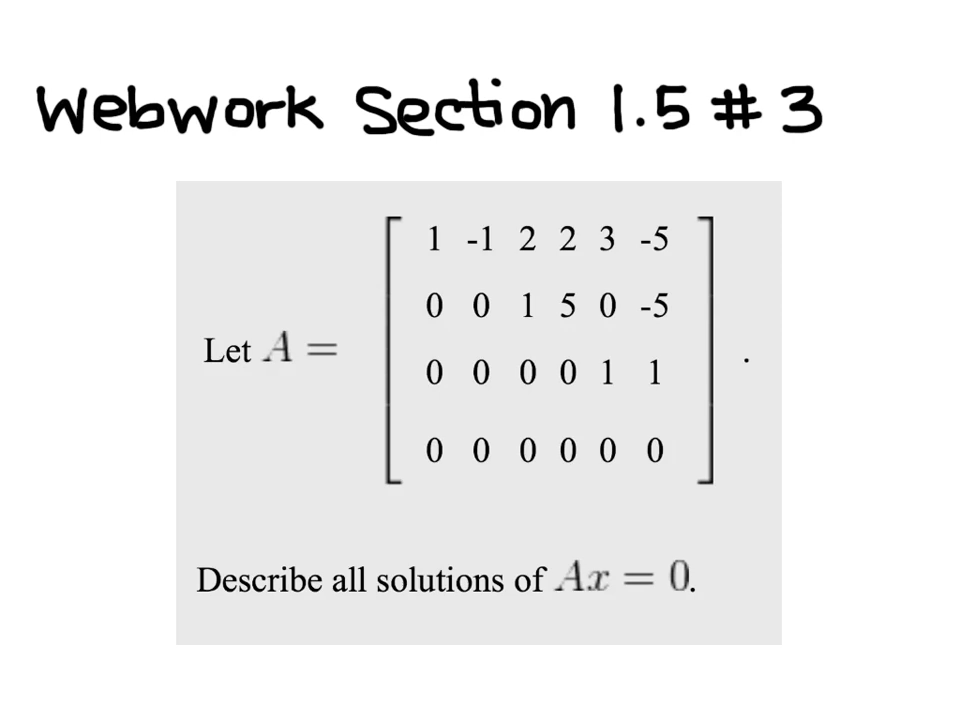 Webwork Section 1.5 # 3
1 -1 2 2 3 -5
0 0 1 5 0 -5
Let A =
0 0 0 0 1 1
0 0 0 0 0 0
.
Describe all solutions of Ax = 0.